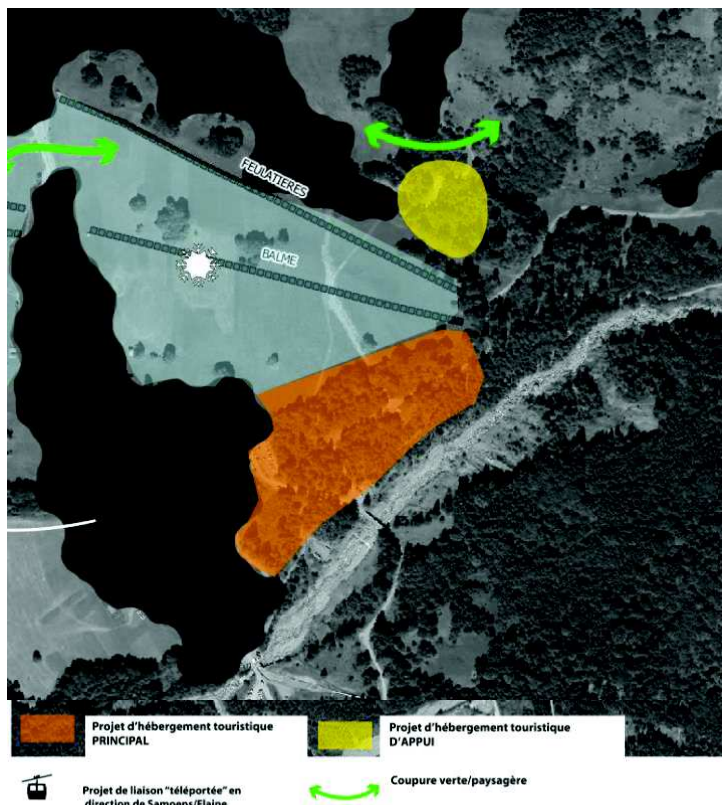 FEULATIERES
BALME
Projet d'hébergement touristique
PRINCIPAL
Projet d'hébergement touristique
D'APPUI
Projet de liaison "téléportée" en
direction de Samoens/Flaine
Coupure verte/paysagère